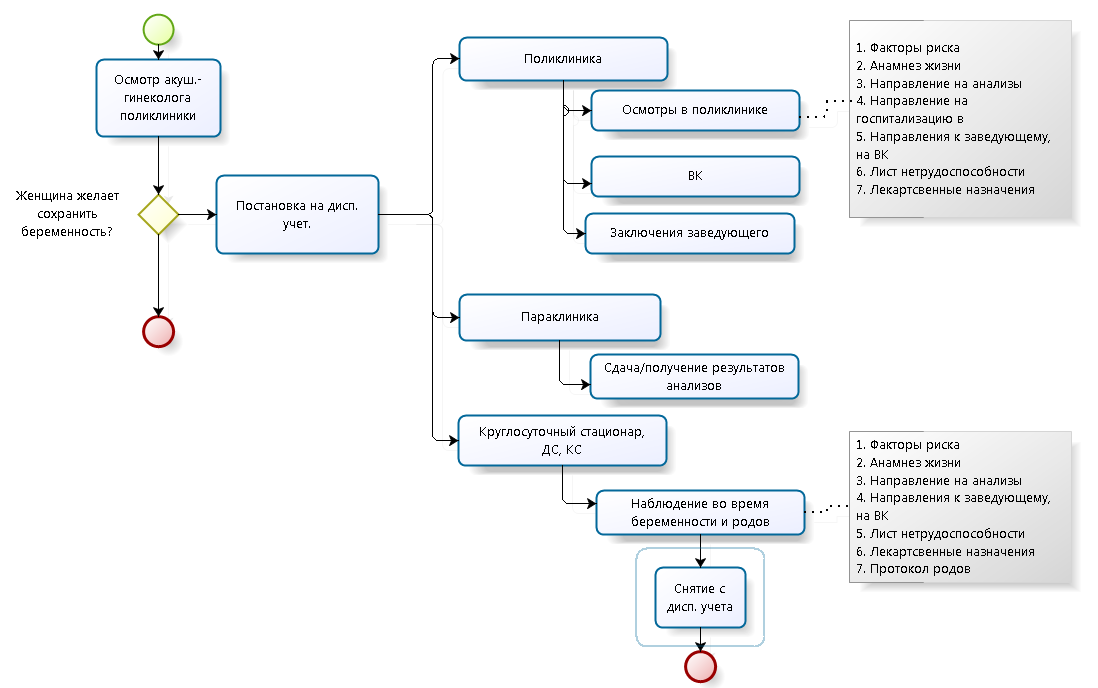 Осмотр акуш.-
гинеколога
поликлиники
Женщина желает
сохранить
беременность?
Постановка на дисп.
учет.
Поликлиника
Осмотры в поликлинике
ВК
Заключения заведующего
1. Факторы риска
2. Анамнез жизни
3. Направление на анализы
4. Направление на
госпитализацию в
5. Направления к заведующему,
на ВК
6. Лист нетрудоспособности
7. Лекартсвенные назначения
Параклиника
Сдача/получение результатов
анализов
Круглосуточный стационар,
ДС, КС
Наблюдение во время
беременности и родов
1. Факторы риска
2. Анамнез жизни
3. Направление на анализы
4. Направления к заведующему,
на ВК
5. Лист нетрудоспособности
6. Лекартсвенные назначения
7. Протокол родов
Снятие с
дисп. учета